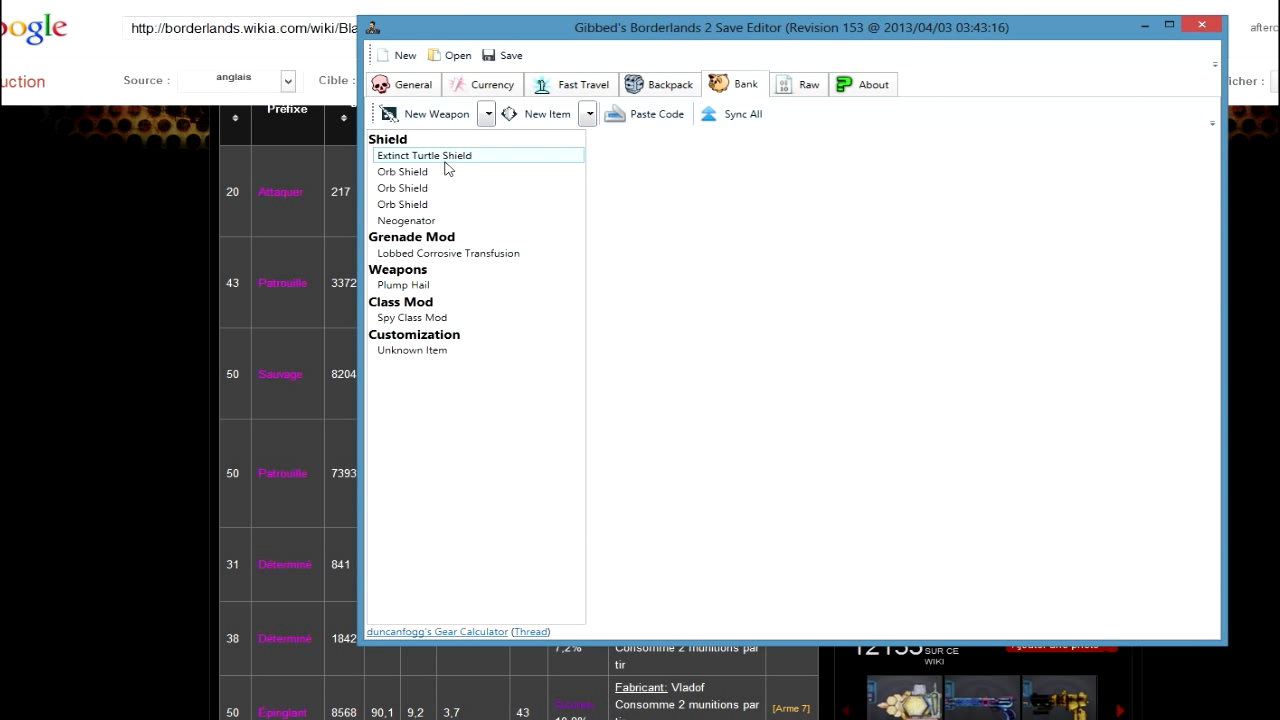 oogle
http://borderlands.wikia.com/wiki/Bla
Gibbed's Borderlands 2 Save Editor (Revision 153 @ 2013/04/03 03:43:16)
afterc
New Open Save
uction
Source :
anglais
Cible :
ficher :
General Currency Fast Travel Backpack Bank Raw About
Préfixe
New Weapon New Item Paste Code Sync All
Shield
Extinct Turtle Shield
Orb Shield
Orb Shield
Orb Shield
Neogenator
Grenade Mod
Lobbed Corrosive Transfusion
Weapons
Plump Hail
Class Mod
Spy Class Mod
Customization
Unknown Item
20 Attaquer 217
43 Patrouille 3372
50 Sauvage 8204
50 Patrouille 7393
31 Déterminé 841
38 Déterminé 1842
duncanfogg's Gear Calculator (Thread)
7,2%
Consomme 2 munitions par
tir
12155 SUR CE
WIKI
Ajouter une photo
50 Épinglant 8568 90,1 9,2 3,7 43
Fabricant: Vladof
Consomme 2 munitions par
[Arme 7]